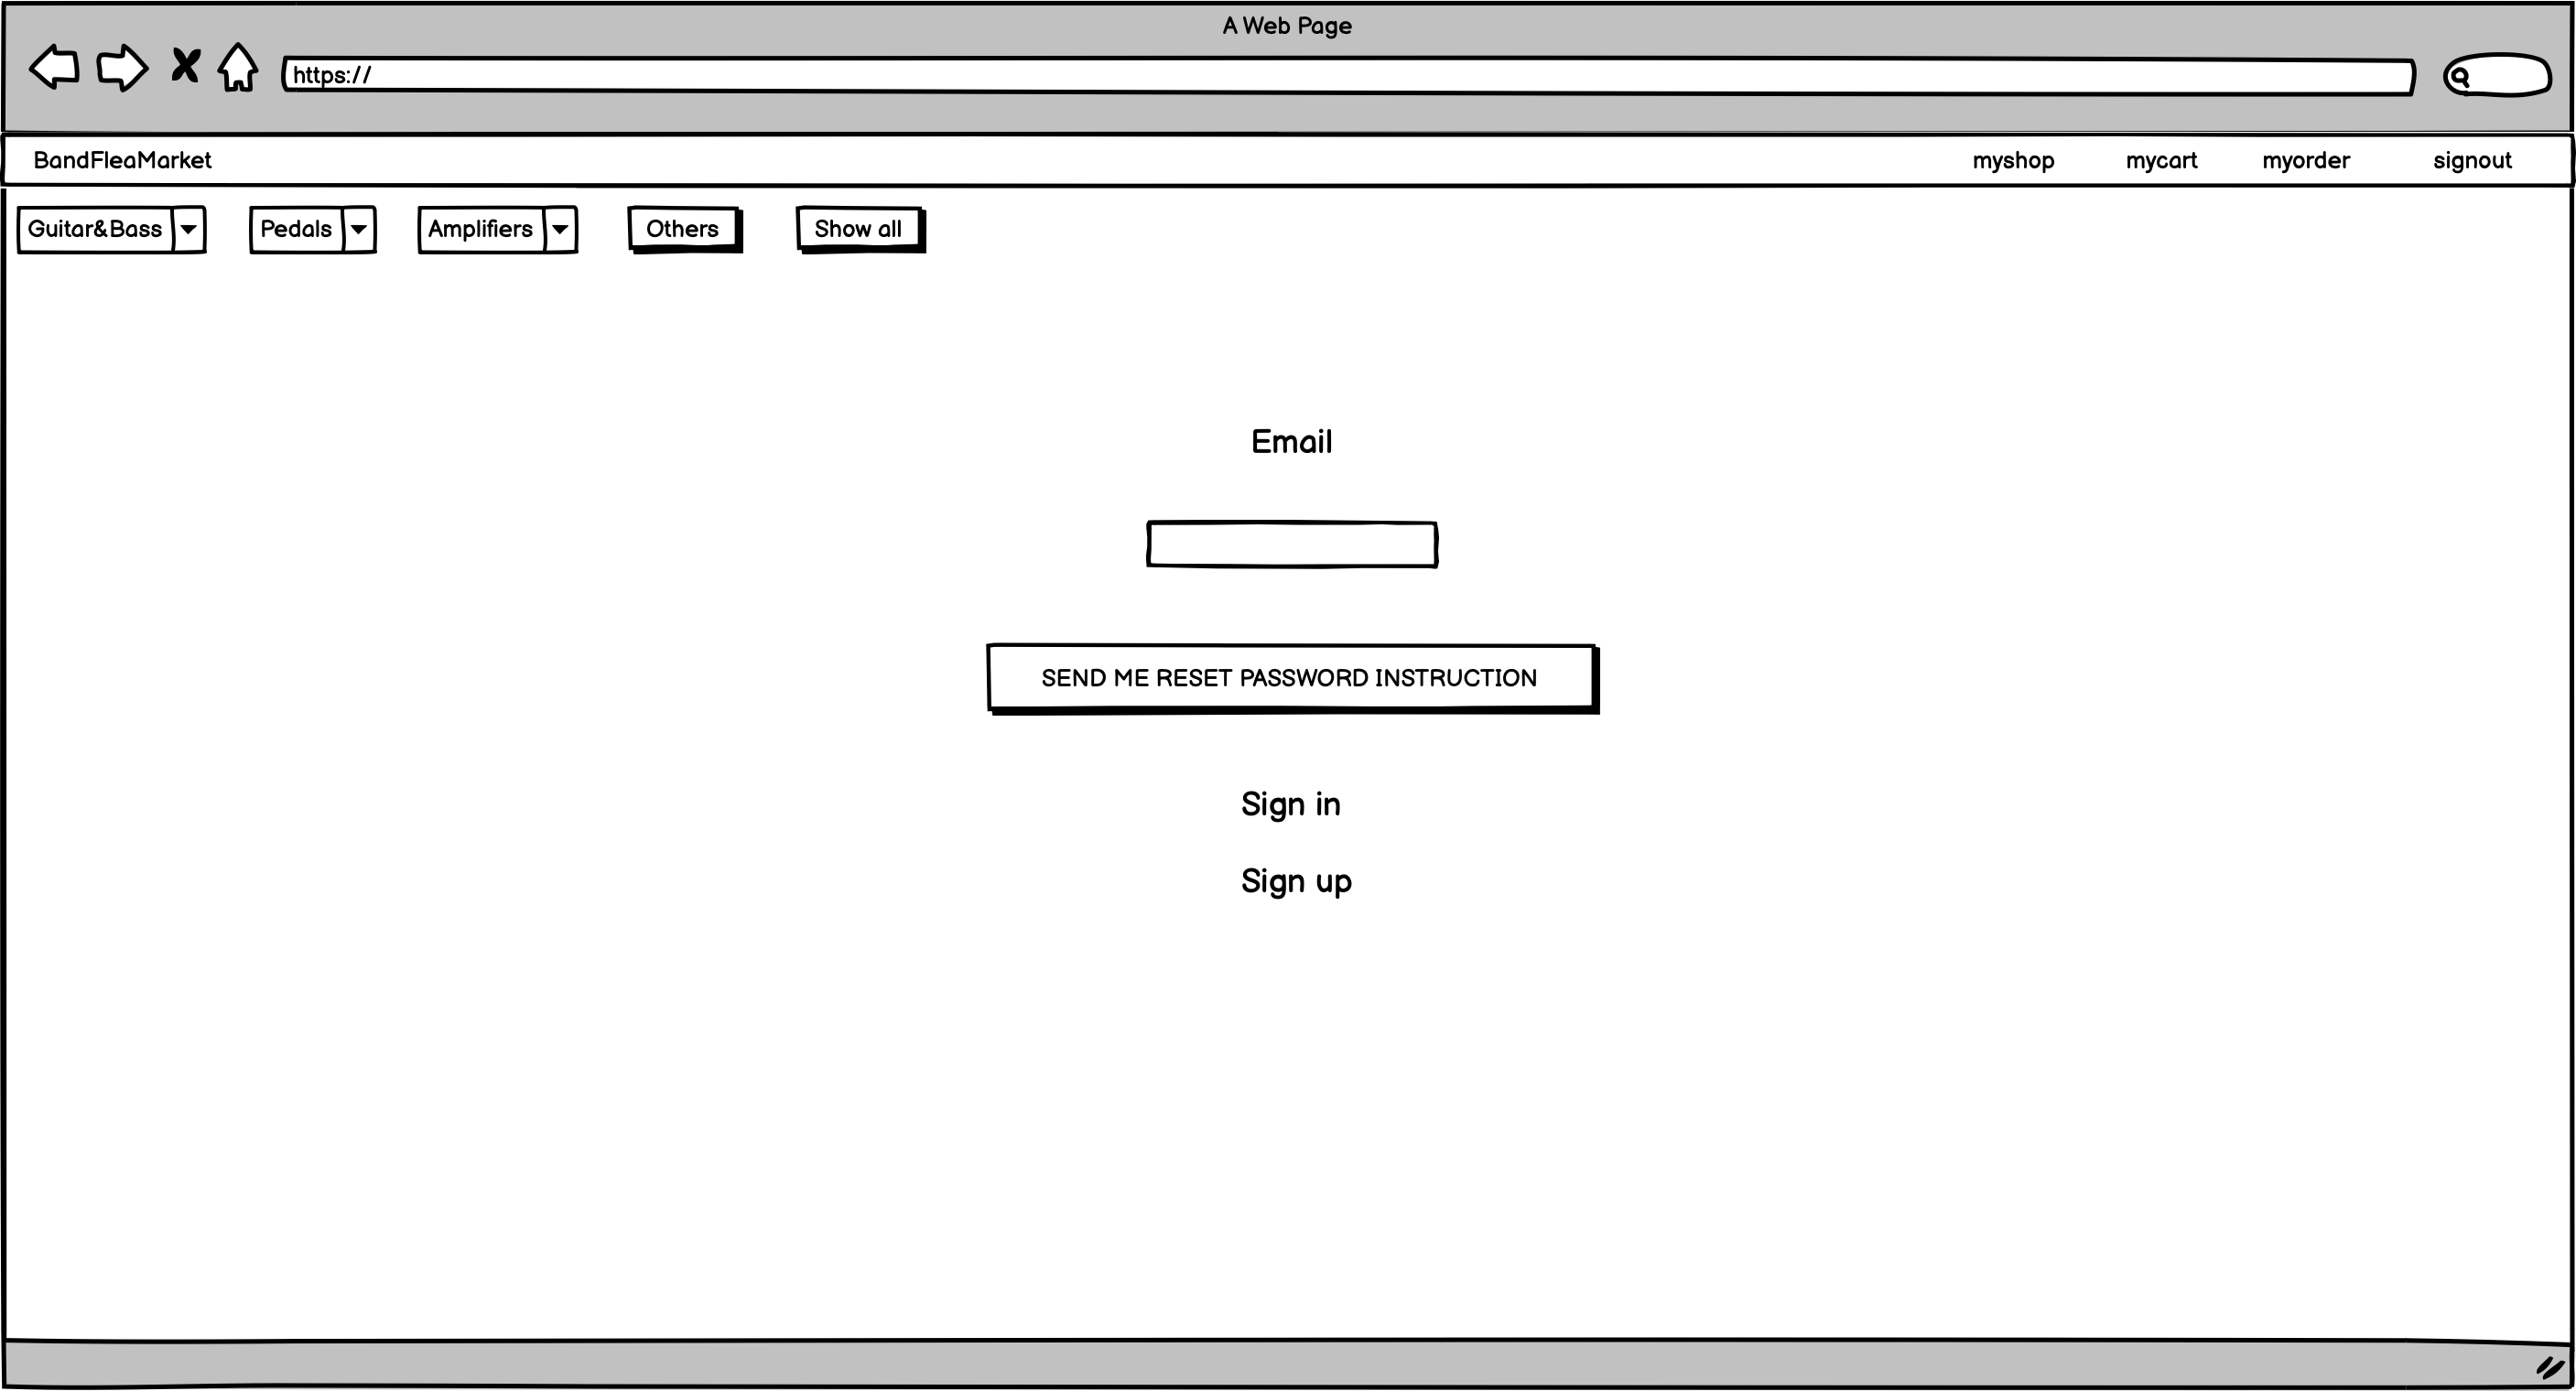 A Web Page
https://
BandFleaMarket myshop mycart myorder signout
Guitar&Bass Pedals Amplifiers Others Show all
Email
SEND ME RESET PASSWORD INSTRUCTION
Sign in
Sign up